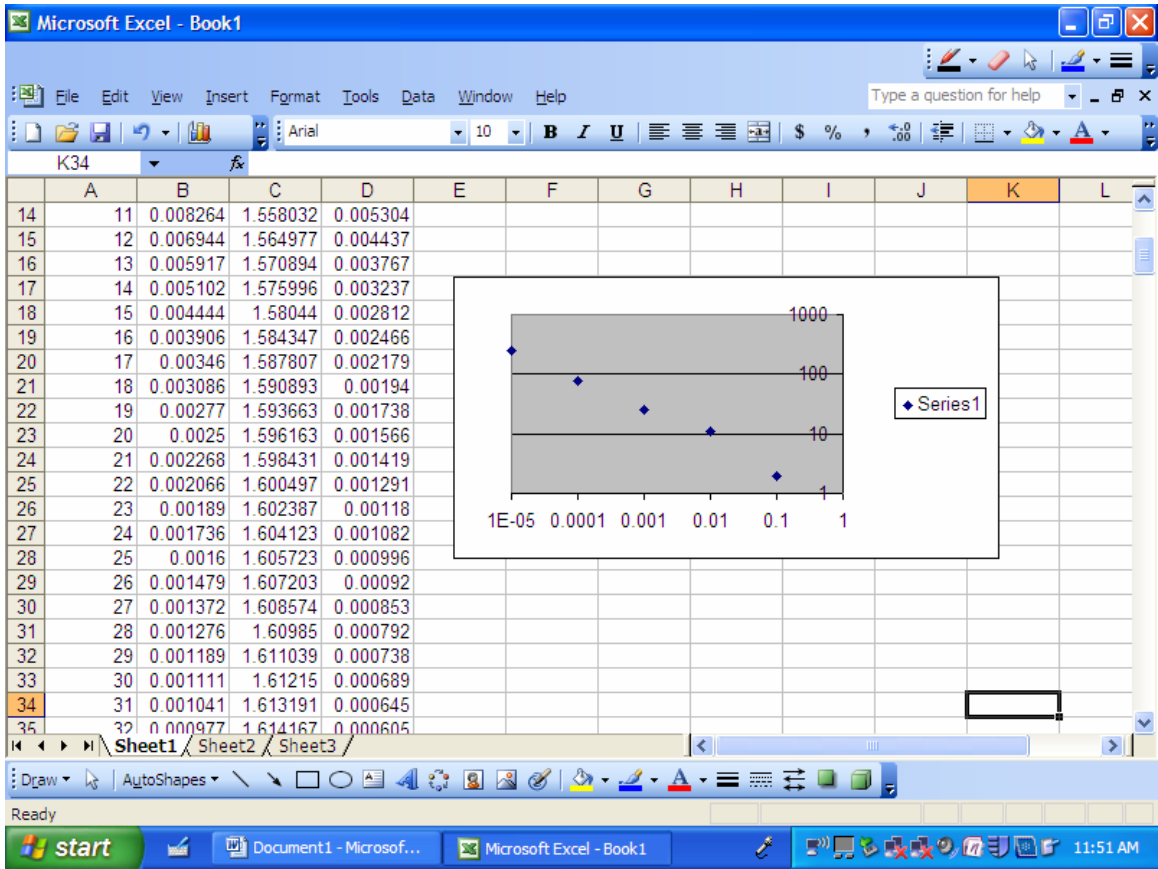 Microsoft Excel - Book1
File Edit View Insert Format Tools Data Window Help Type a question for help
Arial 10 B I U $ % , .00
K34 fx
A B C D E F G H I J K L
14 11 0.008264 1.558032 0.005304
15 12 0.006944 1.564977 0.004437
16 13 0.005917 1.570894 0.003767
17 14 0.005102 1.575996 0.003237
18 15 0.004444 1.58044 0.002812
19 16 0.003906 1.584347 0.002466
20 17 0.00346 1.587807 0.002179
21 18 0.003086 1.590893 0.00194
22 19 0.00277 1.593663 0.001738
23 20 0.0025 1.596163 0.001566
24 21 0.002268 1.598431 0.001419
25 22 0.002066 1.600497 0.001291
26 23 0.00189 1.602387 0.00118
27 24 0.001736 1.604123 0.001082
28 25 0.0016 1.605723 0.000996
29 26 0.001479 1.607203 0.00092
30 27 0.001372 1.608574 0.000853
31 28 0.001276 1.60985 0.000792
32 29 0.001189 1.611039 0.000738
33 30 0.001111 1.61215 0.000689
34 31 0.001041 1.613191 0.000645
35 32 0.000977 1.614167 0.000605
1000
100
10
1
1E-05 0.0001 0.001 0.01 0.1 1
Series1
Sheet1 Sheet2 Sheet3
Draw AutoShapes A
Ready
start Document1 - Microsof... Microsoft Excel - Book1 11:51 AM